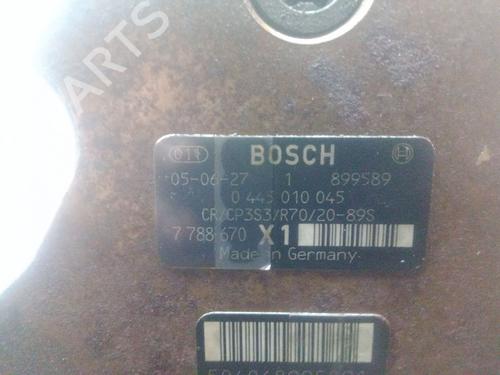 BOSCH
05-06-27 1 899589
0 445 010 045
CR/CP3S3/R70/20-89S
7 788 670 X1
Made in Germany